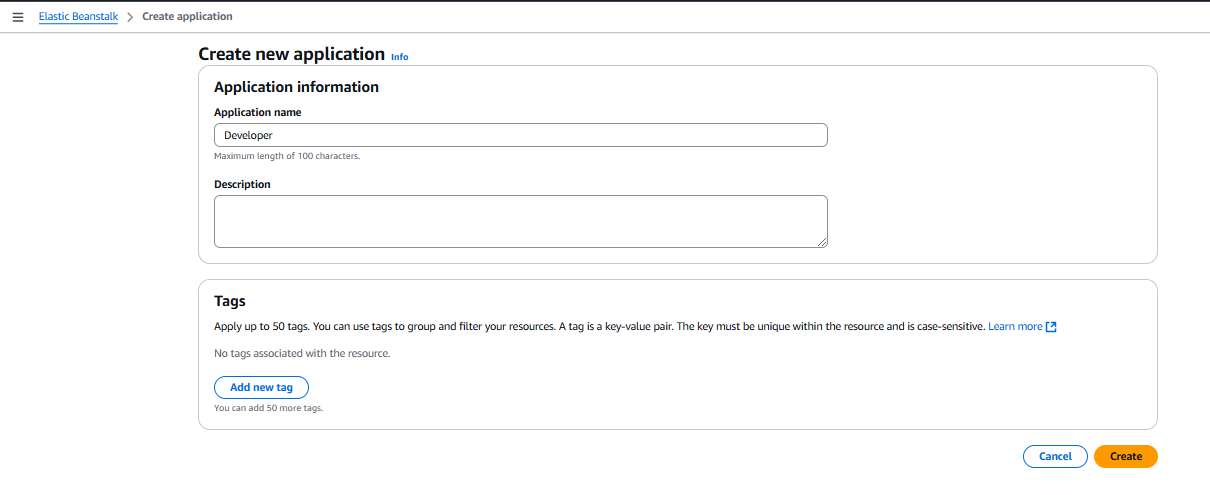 Elastic Beanstalk > Create application
Create new application Info
Application information
Application name
Developer
Maximum length of 100 characters.
Description
Tags
Apply up to 50 tags. You can use tags to group and filter your resources. A tag is a key-value pair. The key must be unique within the resource and is case-sensitive. Learn more
No tags associated with the resource.
Add new tag
You can add 50 more tags.
Cancel Create